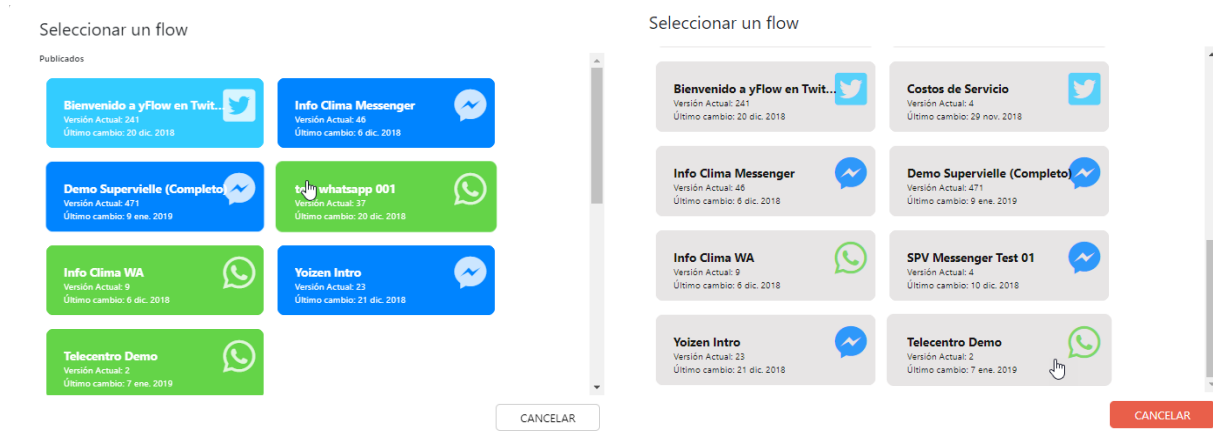 Seleccionar un flow
Publicados
Bienvenido a yFlow en Twit...
Versión Actual: 241
Último cambio: 20 dic. 2018
Info Clima Messenger
Versión Actual: 46
Último cambio: 6 dic. 2018
Demo Supervielle (Completo)
Versión Actual: 471
Último cambio: 9 ene. 2019
whatsapp 001
Versión Actual: 37
Último cambio: 20 dic. 2018
Info Clima WA
Versión Actual: 9
Último cambio: 6 dic. 2018
Yoizen Intro
Versión Actual: 23
Último cambio: 21 dic. 2018
Telecentro Demo
Versión Actual: 2
Último cambio: 7 ene. 2019
CANCELAR
Seleccionar un flow
Bienvenido a yFlow en Twit...
Versión Actual: 241
Último cambio: 20 dic. 2018
Costos de Servicio
Versión Actual: 4
Último cambio: 29 nov. 2018
Info Clima Messenger
Versión Actual: 46
Último cambio: 6 dic. 2018
Demo Supervielle (Completo)
Versión Actual: 471
Último cambio: 9 ene. 2019
Info Clima WA
Versión Actual: 9
Último cambio: 6 dic. 2018
SPV Messenger Test 01
Versión Actual: 4
Último cambio: 10 dic. 2018
Yoizen Intro
Versión Actual: 23
Último cambio: 21 dic. 2018
Telecentro Demo
Versión Actual: 2
Último cambio: 7 ene. 2019
CANCELAR